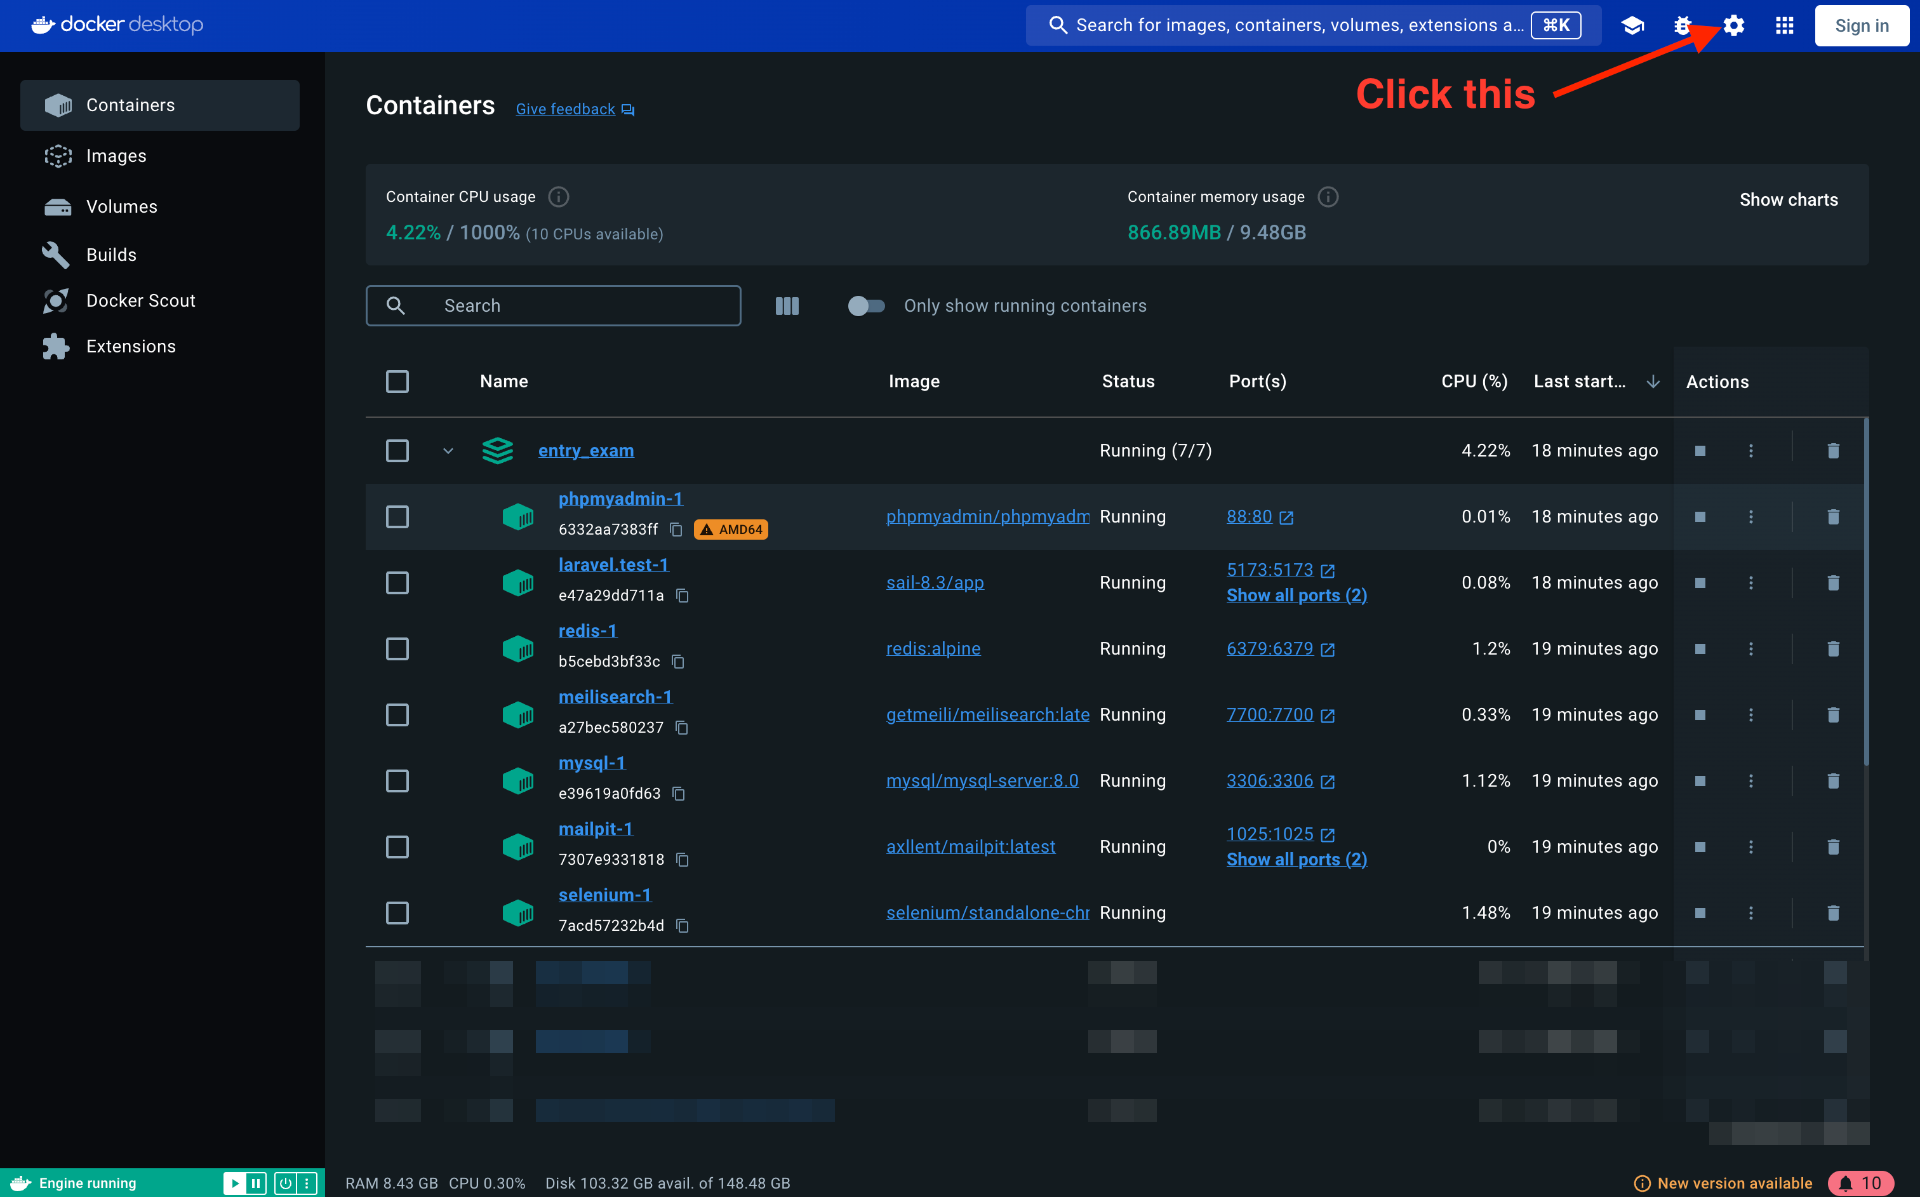 docker desktop
Search for images, containers, volumes, extensions a... ⌘K
Sign in
Click this
Containers
Images
Volumes
Builds
Docker Scout
Extensions
Containers Give feedback
Container CPU usage
4.22% / 1000% (10 CPUs available)
Container memory usage
866.89MB / 9.48GB
Show charts
Search
Only show running containers
Name Image Status Port(s) CPU (%) Last start... Actions
entry_exam Running (7/7) 4.22% 18 minutes ago
phpmyadmin-1
6332aa7383ff AMD64
phpmyadmin/phpmyadm Running 88:80 0.01% 18 minutes ago
laravel.test-1
e47a29dd711a
sail-8.3/app Running 5173:5173
Show all ports (2)
0.08% 18 minutes ago
redis-1
b5cebd3bf33c
redis:alpine Running 6379:6379 1.2% 19 minutes ago
meilisearch-1
a27bec580237
getmeili/meilisearch:late Running 7700:7700 0.33% 19 minutes ago
mysql-1
e39619a0fd63
mysql/mysql-server:8.0 Running 3306:3306 1.12% 19 minutes ago
mailpit-1
7307e9331818
axllent/mailpit:latest Running 1025:1025
Show all ports (2)
0% 19 minutes ago
selenium-1
7acd57232b4d
selenium/standalone-chr Running 1.48% 19 minutes ago
Engine running
RAM 8.43 GB CPU 0.30% Disk 103.32 GB avail. of 148.48 GB
New version available
10